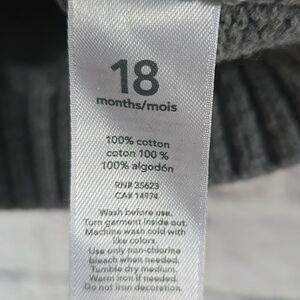 18
months/mois
100% cotton
coton 100 %
100% algodón
RN# 35623
CA# 14974
Wash before use.
Turn garment inside out.
Machine wash cold with
like colors.
Use only non-chlorine
bleach when needed.
Tumble dry medium.
Warm iron if needed.
Do not iron decoration.